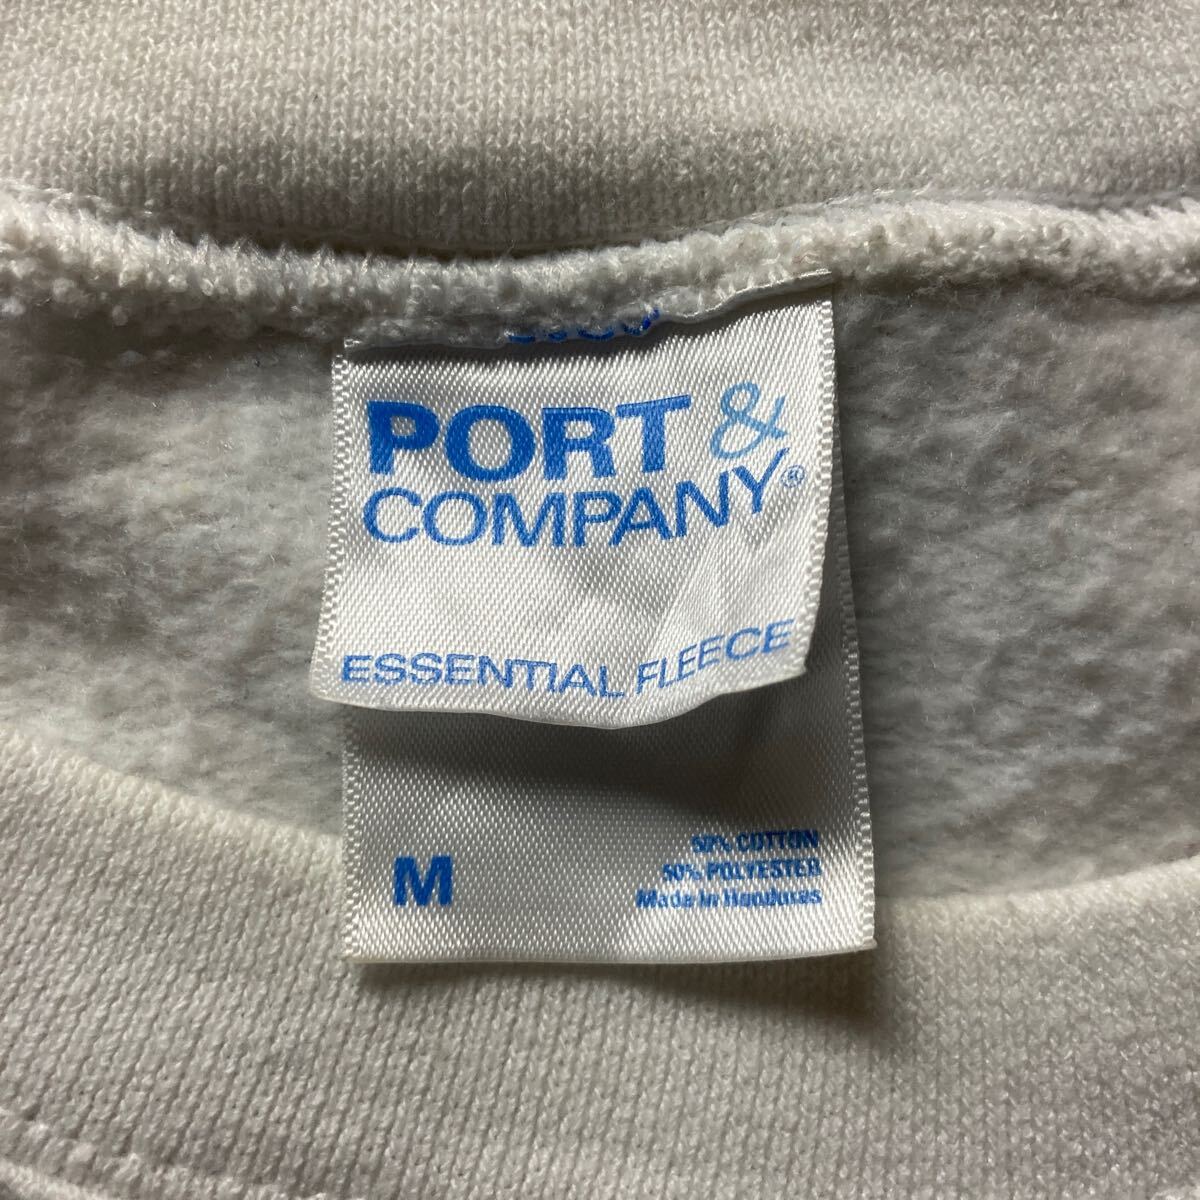 PORT &
COMPANY®
ESSENTIAL FLEECE
M
50% COTTON
50% POLYESTER
Made in Honduras